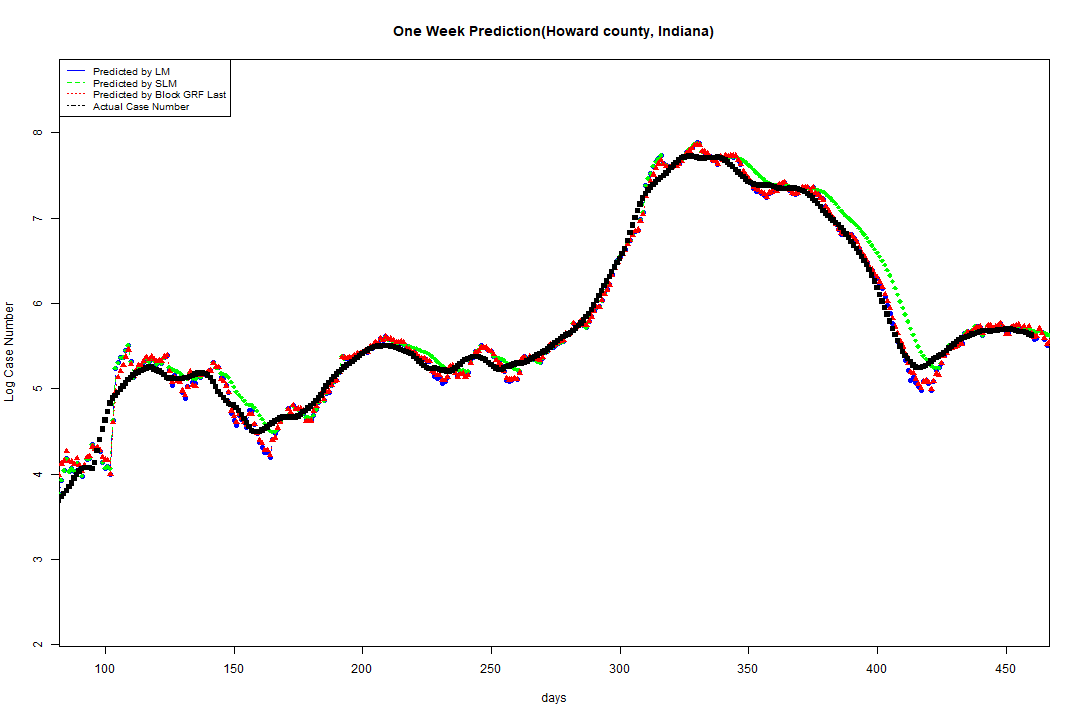 One Week Prediction(Howard county, Indiana)
Predicted by LM
Predicted by SLM
Predicted by Block GRF Last
Actual Case Number
8
7
6
5
4
3
2
Log Case Number
100 150 200 250 300 350 400 450
days